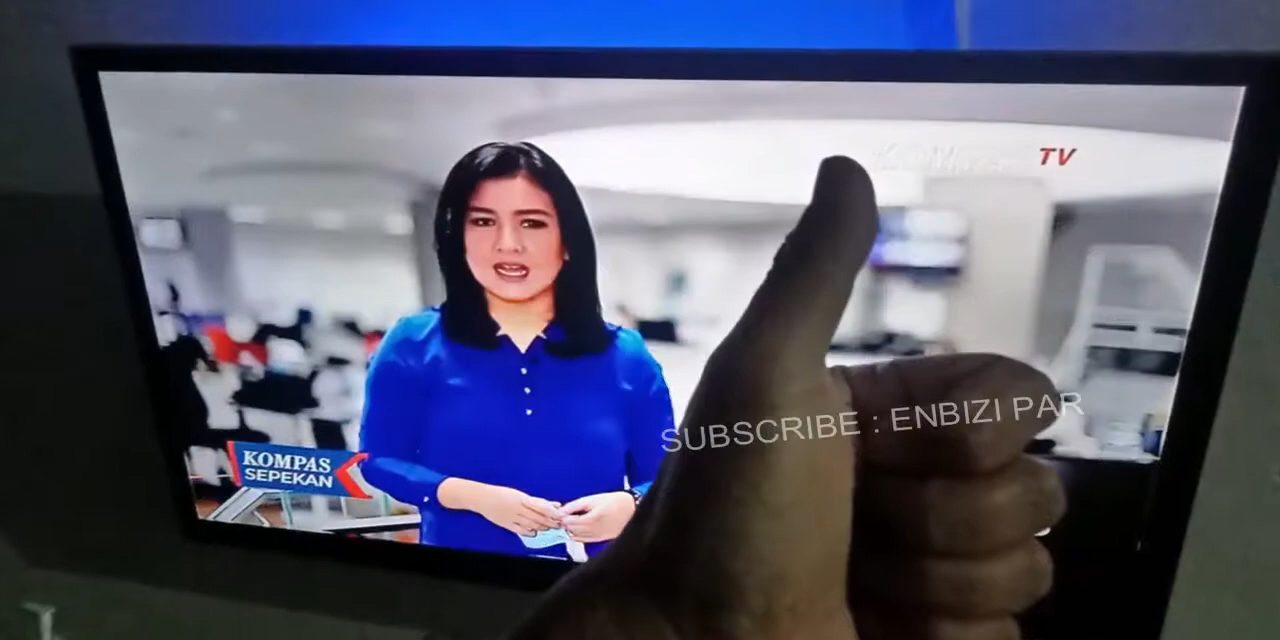 TV
SUBSCRIBE : ENBIZI PAR
KOMPAS
SEPEKAN